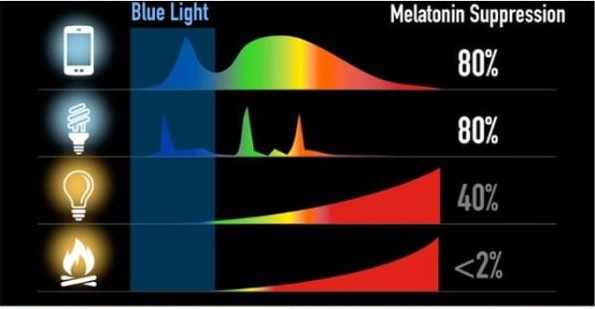 Blue Light
Melatonin Suppression
80%
80%
40%
<2%